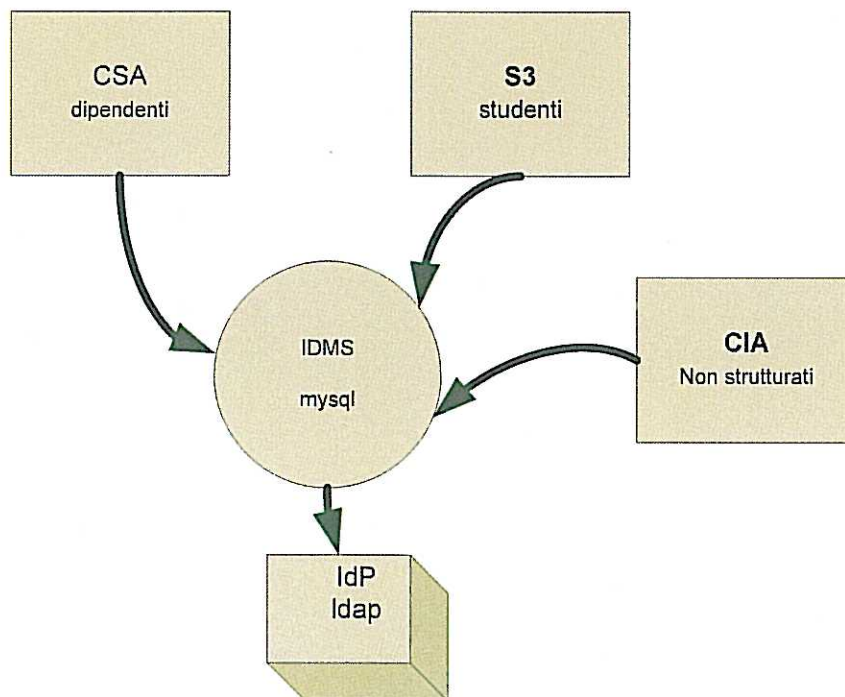 CSA
dipendenti
S3
studenti
IDMS
mysql
CIA
Non strutturati
IdP
ldap